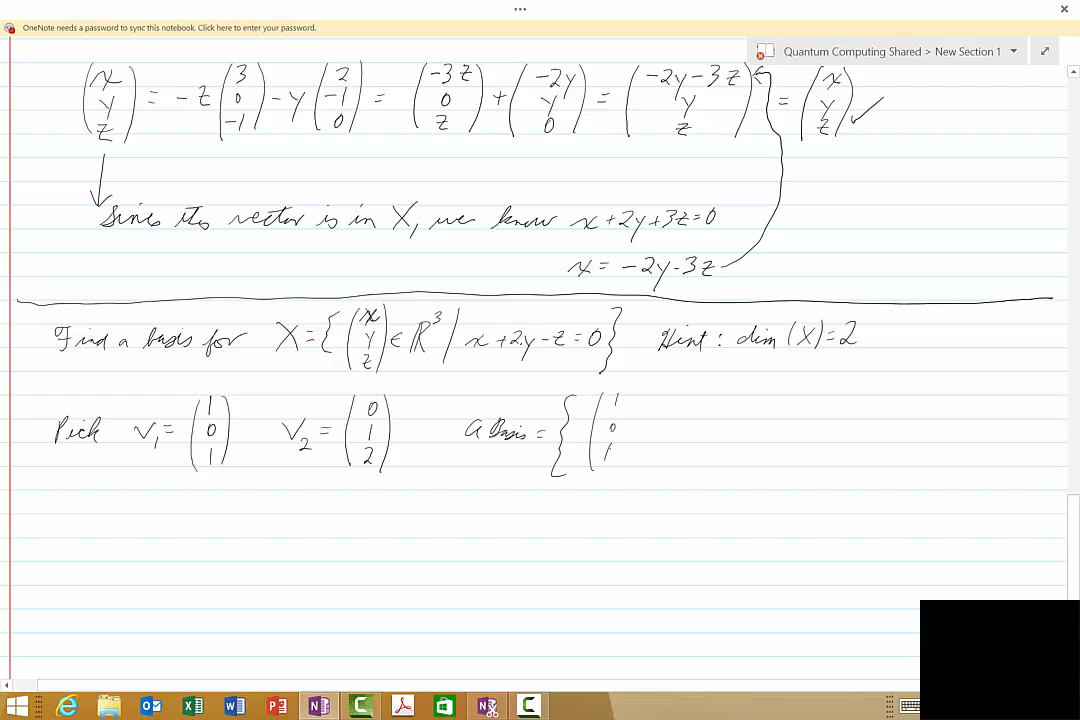 OneNote needs a password to sync this notebook. Click here to enter your password.
Quantum Computing Shared > New Section 1
(x y z) = -z (3 0 -1) - y (2 -1 0) = (-3z 0 z) + (-2y y 0) = (-2y-3z y z) = (x y z) ✓
Since this vector is in X, we know x+2y+3z=0
x = -2y-3z
Find a basis for X = { (x y z) ∈ ℝ³ | x+2y-z=0 } Hint: dim(X)=2
Pick V₁ = (1 0 1) V₂ = (0 1 2) a Basis = { (1 0 1